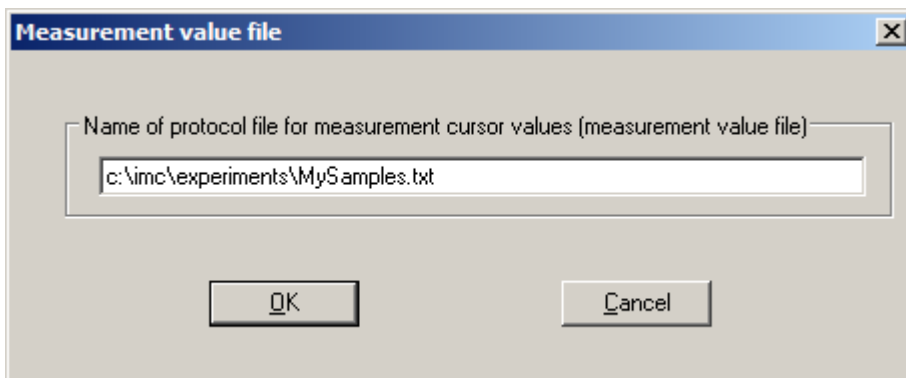 Measurement value file
Name of protocol file for measurement cursor values (measurement value file)
c:\imc\experiments\MySamples.txt
OK
Cancel